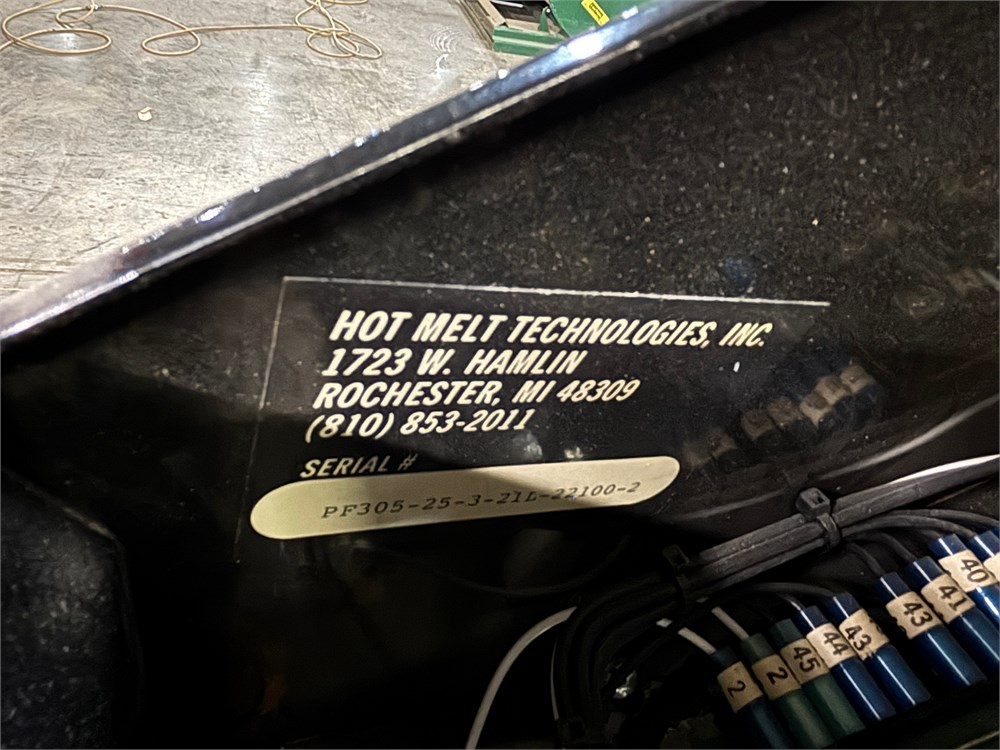 HOT MELT TECHNOLOGIES, INC.
1723 W. HAMLIN
ROCHESTER, MI 48309
(810) 853-2011
SERIAL #
PF305-25-3-21L-22100-2
40
41
43
43
44
45
2
2